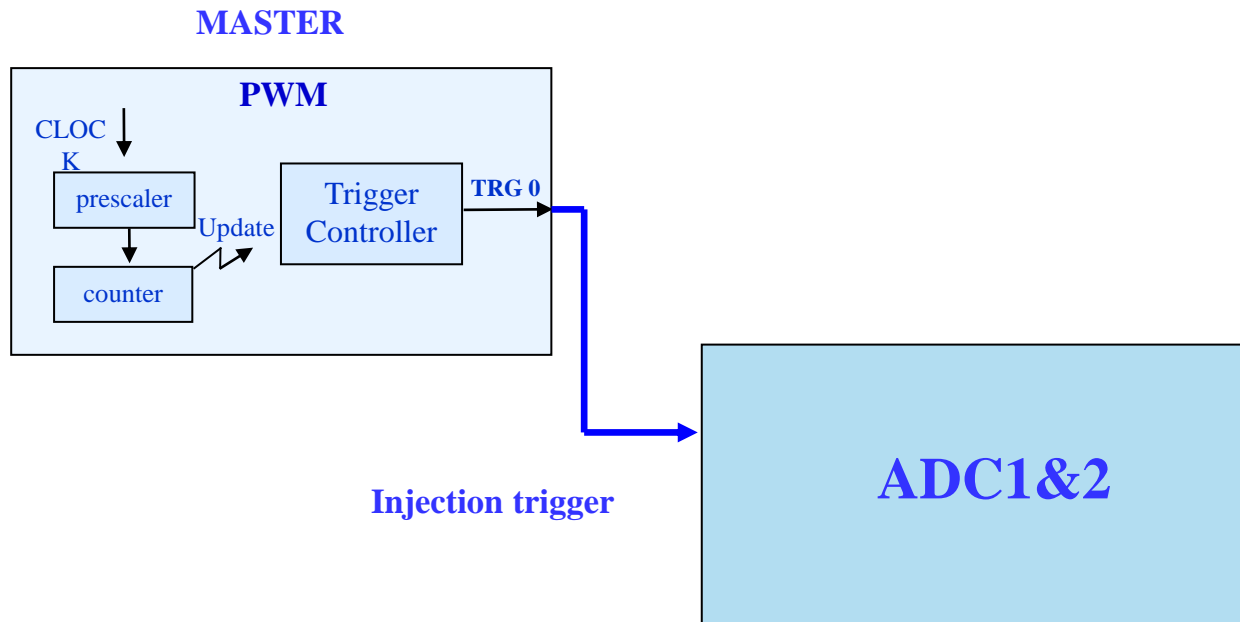 MASTER
PWM
CLOC
K
prescaler
Update
counter
Trigger
Controller
TRG 0
Injection trigger
ADC1&2